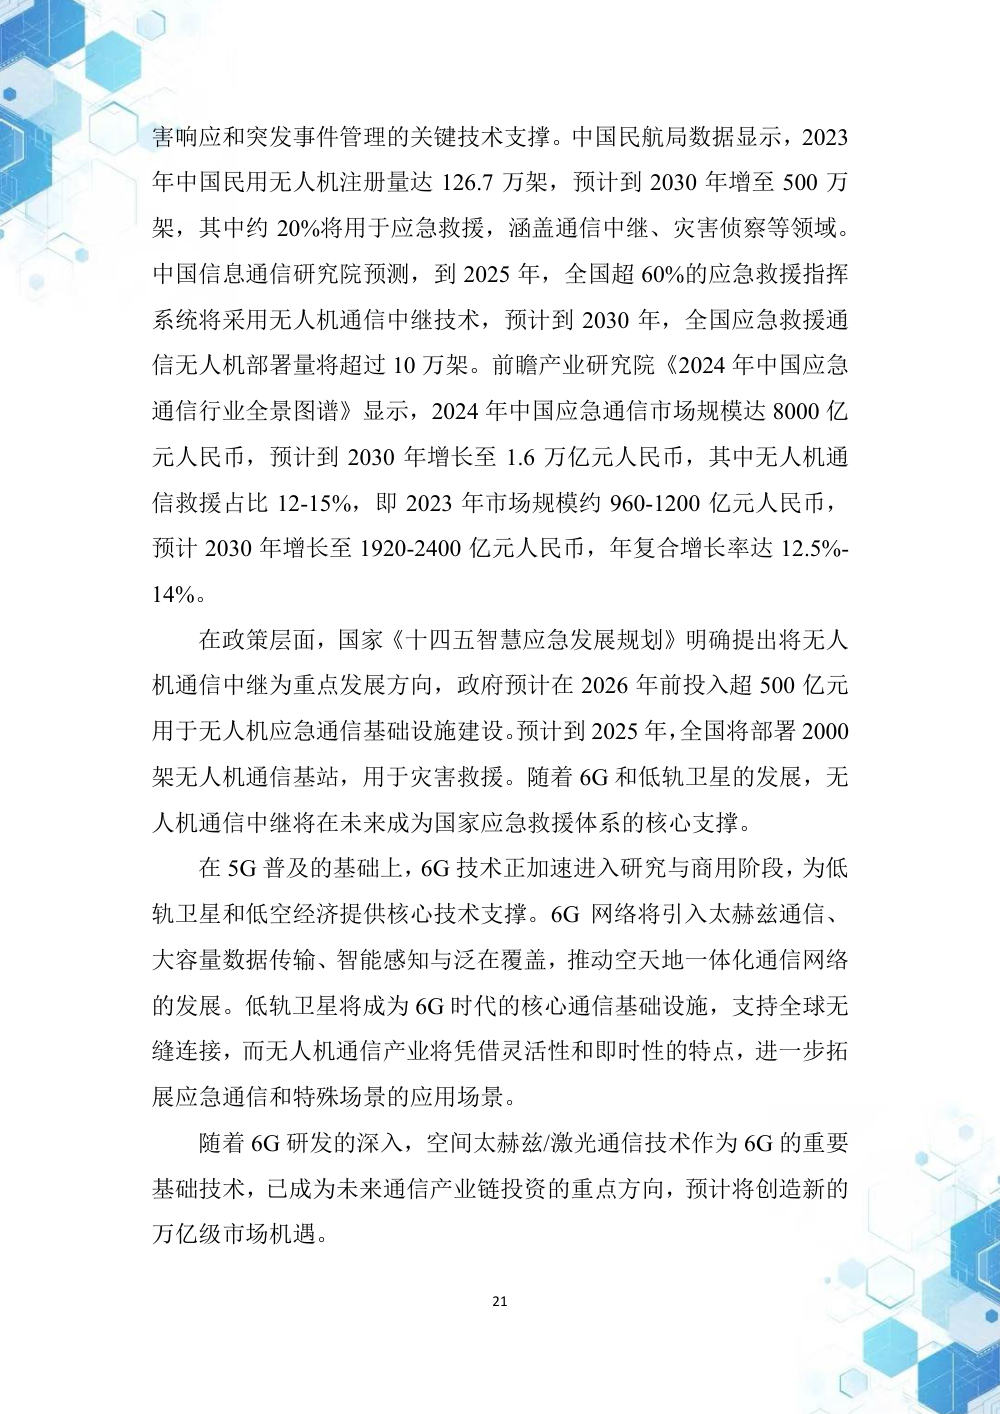 害响应和突发事件管理的关键技术支撑。中国民航局数据显示，2023
年中国民用无人机注册量达 126.7 万架，预计到 2030 年增至 500 万
架，其中约 20%将用于应急救援，涵盖通信中继、灾害侦察等领域。
中国信息通信研究院预测，到 2025 年，全国超 60%的应急救援指挥
系统将采用无人机通信中继技术，预计到 2030 年，全国应急救援通
信无人机部署量将超过 10 万架。前瞻产业研究院《2024 年中国应急
通信行业全景图谱》显示，2024 年中国应急通信市场规模达 8000 亿
元人民币，预计到 2030 年增长至 1.6 万亿元人民币，其中无人机通
信救援占比 12-15%，即 2023 年市场规模约 960-1200 亿元人民币，
预计 2030 年增长至 1920-2400 亿元人民币，年复合增长率达 12.5%-
14%。
在政策层面，国家《十四五智慧应急发展规划》明确提出将无人
机通信中继为重点发展方向，政府预计在 2026 年前投入超 500 亿元
用于无人机应急通信基础设施建设。预计到 2025 年，全国将部署 2000
架无人机通信基站，用于灾害救援。随着 6G 和低轨卫星的发展，无
人机通信中继将在未来成为国家应急救援体系的核心支撑。
在 5G 普及的基础上，6G 技术正加速进入研究与商用阶段，为低
轨卫星和低空经济提供核心技术支撑。6G 网络将引入太赫兹通信、
大容量数据传输、智能感知与泛在覆盖，推动空天地一体化通信网络
的发展。低轨卫星将成为 6G 时代的核心通信基础设施，支持全球无
缝连接，而无人机通信产业将凭借灵活性和即时性的特点，进一步拓
展应急通信和特殊场景的应用场景。
随着 6G 研发的深入，空间太赫兹/激光通信技术作为 6G 的重要
基础技术，已成为未来通信产业链投资的重点方向，预计将创造新的
万亿级市场机遇。
21